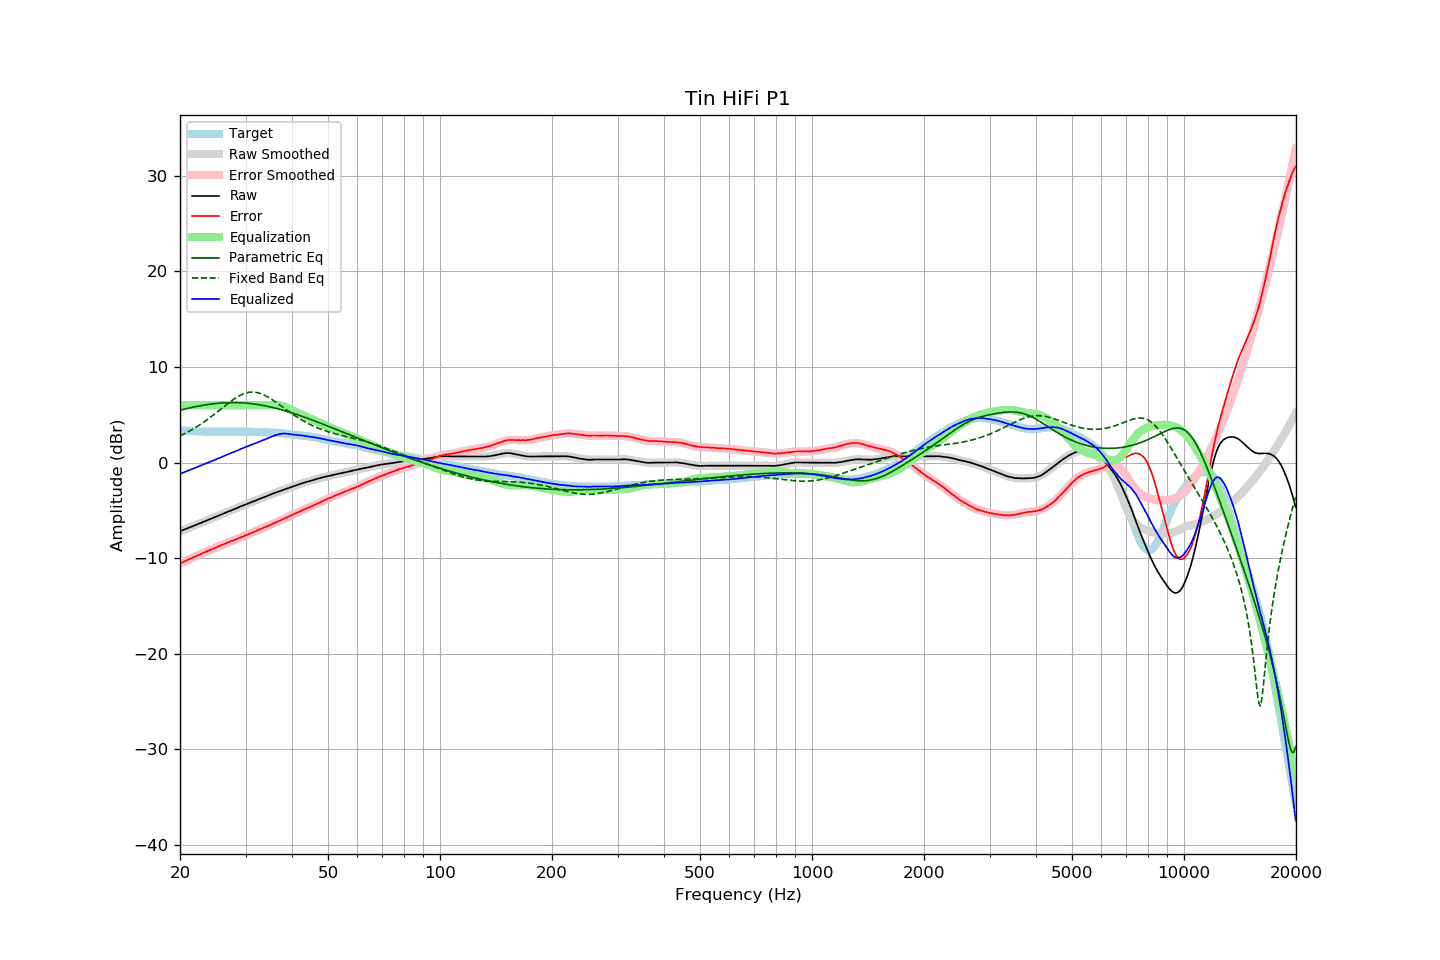 Tin HiFi P1
Target
Raw Smoothed
Error Smoothed
Raw
Error
Equalization
Parametric Eq
Fixed Band Eq
Equalized
30
20
10
0
−10
−20
−30
−40
Amplitude (dBr)
20 50 100 200 500 1000 2000 5000 10000 20000
Frequency (Hz)